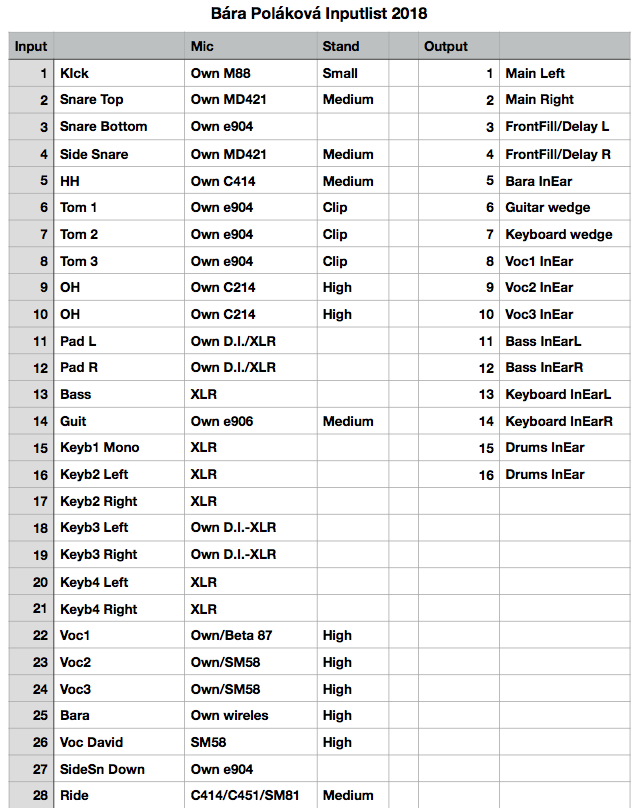 Bára Poláková Inputlist 2018
Input Mic Stand Output
1 KIck Own M88 Small 1 Main Left
2 Snare Top Own MD421 Medium 2 Main Right
3 Snare Bottom Own e904 3 FrontFill/Delay L
4 Side Snare Own MD421 Medium 4 FrontFill/Delay R
5 HH Own C414 Medium 5 Bara InEar
6 Tom 1 Own e904 Clip 6 Guitar wedge
7 Tom 2 Own e904 Clip 7 Keyboard wedge
8 Tom 3 Own e904 Clip 8 Voc1 InEar
9 OH Own C214 High 9 Voc2 InEar
10 OH Own C214 High 10 Voc3 InEar
11 Pad L Own D.I./XLR 11 Bass InEarL
12 Pad R Own D.I./XLR 12 Bass InEarR
13 Bass XLR 13 Keyboard InEarL
14 Guit Own e906 Medium 14 Keyboard InEarR
15 Keyb1 Mono XLR 15 Drums InEar
16 Keyb2 Left XLR 16 Drums InEar
17 Keyb2 Right XLR
18 Keyb3 Left Own D.I.-XLR
19 Keyb3 Right Own D.I.-XLR
20 Keyb4 Left XLR
21 Keyb4 Right XLR
22 Voc1 Own/Beta 87 High
23 Voc2 Own/SM58 High
24 Voc3 Own/SM58 High
25 Bara Own wireles High
26 Voc David SM58 High
27 SideSn Down Own e904
28 Ride C414/C451/SM81 Medium